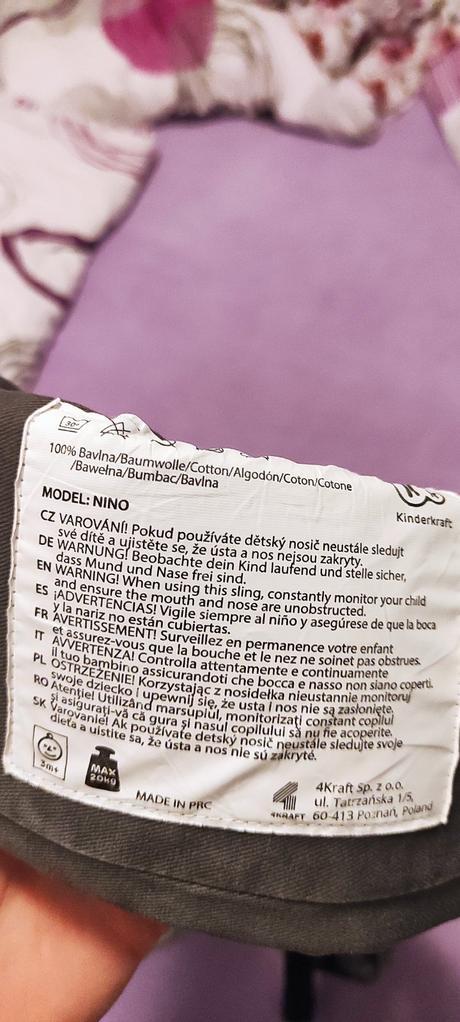 30°
100% Bavlna/Baumwolle/Cotton/Algodón/Coton/Cotone
/Bawełna/Bumbac/Bavlna
Kinderkraft
MODEL: NINO
CZ VAROVÁNÍ! Pokud používáte dětský nosič neustále sledujt
své dítě a ujistěte se, že ústa a nos nejsou zakryty.
DE WARNUNG! Beobachte dein Kind laufend und stelle sicher,
dass Mund und Nase frei sind.
EN WARNING! When using this sling, constantly monitor your child
and ensure the mouth and nose are unobstructed.
ES ¡ADVERTENCIAS! Vigile siempre al niño y asegúrese de que la boca
y la nariz no están cubiertas.
FR AVERTISSEMENT! Surveillez en permanence votre enfant
et assurez-vous que la bouche et le nez ne soient pas obstrues.
IT AVVERTENZA! Controlla attentamente e continuamente
il tuo bambino assicurandoti che bocca e nasso non siano coperti.
PL OSTRZEŻENIE! Korzystając z nosidełka nieustannie monitoruj
swoje dziecko i upewnij się, że usta i nos nie są zasłonięte.
RO Atenție! Utilizând marsupiul, monitorizați constant copilul
și asigurați-vă că gura și nasul copilului să nu fie acoperite.
SK Varovanie! Ak používate detský nosič neustále sledujte svoje
dieťa a uistite sa, že ústa a nos nie sú zakryté.
3m+
MAX
20kg
MADE IN PRC
4KRAFT
4Kraft Sp. z o.o.
ul. Tatrzańska 1/5,
60-413 Poznań, Poland